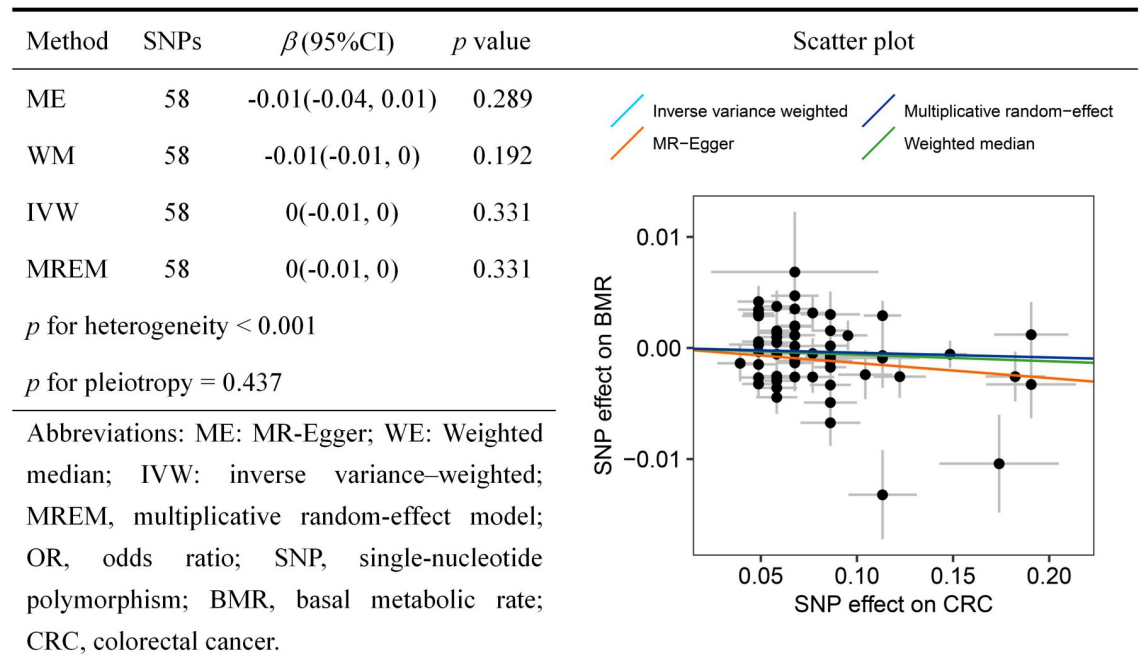 Method SNPs β(95%CI) p value Scatter plot
ME 58 -0.01(-0.04, 0.01) 0.289
WM 58 -0.01(-0.01, 0) 0.192
IVW 58 0(-0.01, 0) 0.331
MREM 58 0(-0.01, 0) 0.331
p for heterogeneity < 0.001
p for pleiotropy = 0.437
Abbreviations: ME: MR-Egger; WE: Weighted
median; IVW: inverse variance–weighted;
MREM, multiplicative random-effect model;
OR, odds ratio; SNP, single-nucleotide
polymorphism; BMR, basal metabolic rate;
CRC, colorectal cancer.
Inverse variance weighted Multiplicative random−effect
MR−Egger Weighted median
SNP effect on BMR
0.01
0.00
−0.01
0.05 0.10 0.15 0.20
SNP effect on CRC